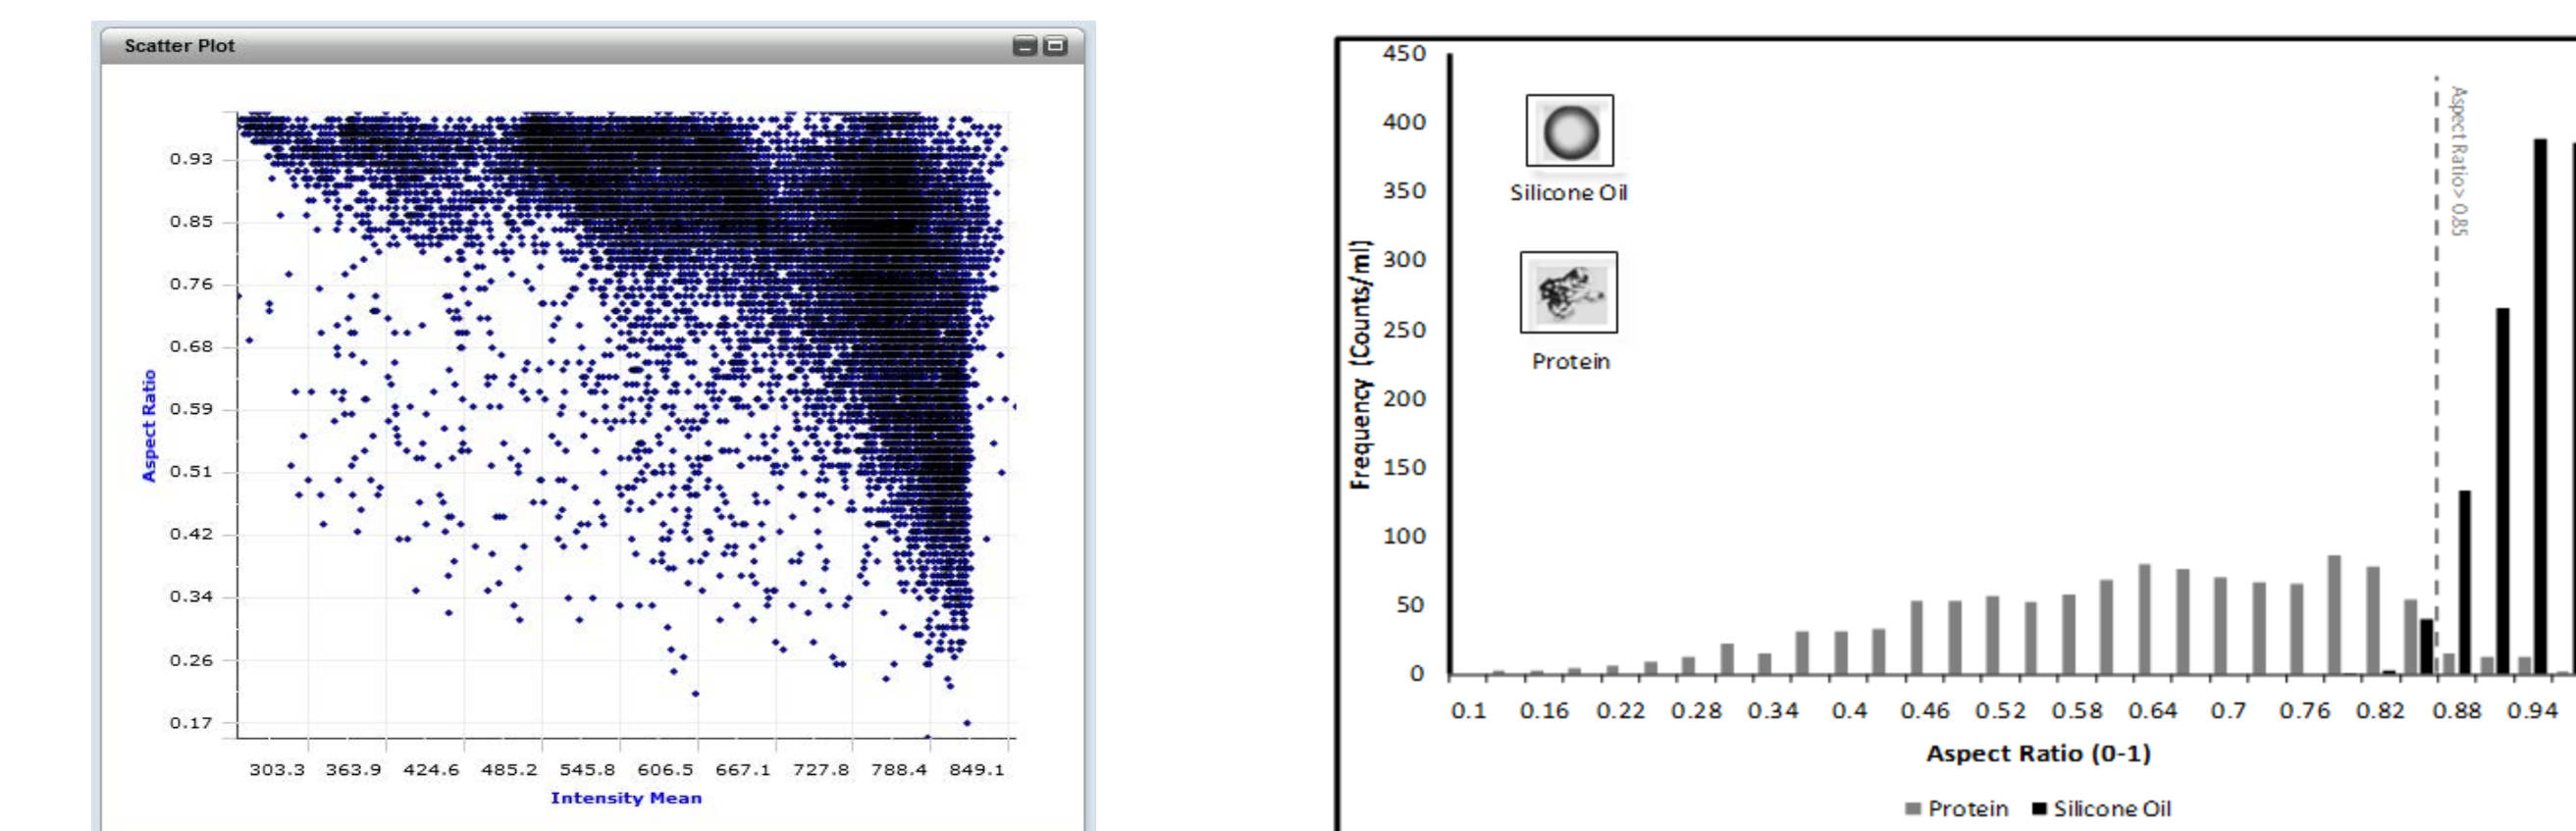 Scatter Plot
0.93
0.85
0.76
0.68
0.59
0.51
0.42
0.34
0.26
0.17
Aspect Ratio
303.3 363.9 424.6 485.2 545.8 606.5 667.1 727.8 788.4 849.1
Intensity Mean
450
400
350
300
250
200
150
100
50
0
Frequency (Counts/ml)
Silicone Oil
Protein
Aspect Ratio> 0.85
0.1 0.16 0.22 0.28 0.34 0.4 0.46 0.52 0.58 0.64 0.7 0.76 0.82 0.88 0.94
Aspect Ratio (0-1)
Protein Silicone Oil